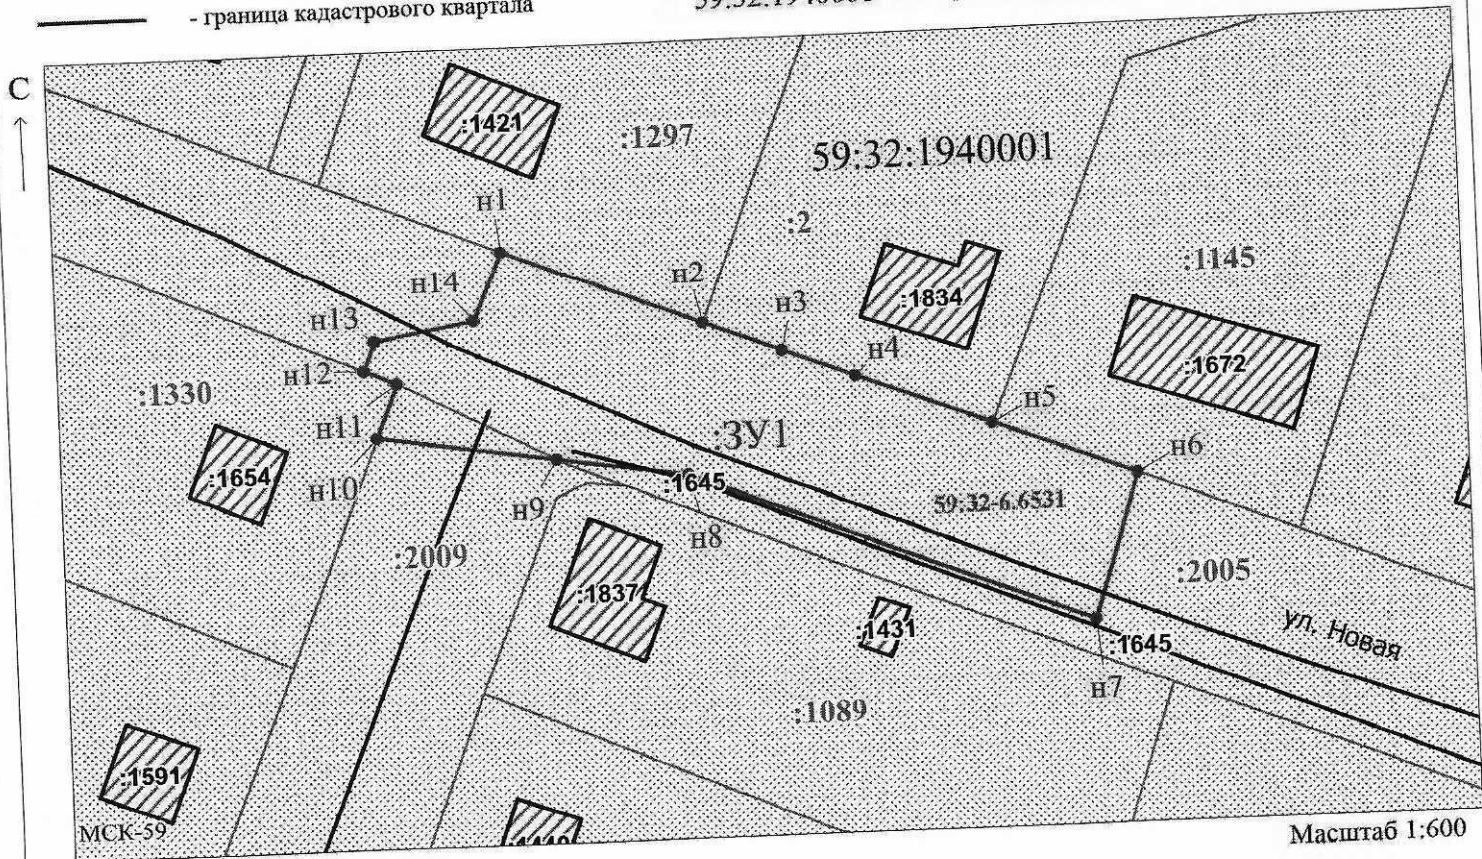 - граница кадастрового квартала
С
:1421
:1297
59:32:1940001
н1
:2
:1145
н2
н14
н3
:1834
н13
н4
:1672
н12
:1330
н5
:ЗУ1
н11
н6
:1654
:1645
н10
59:32-6.6531
н9
н8
:2009
:2005
:1837
:1431
ул. Новая
:1645
н7
:1089
:1591
МСК-59
Масштаб 1:600